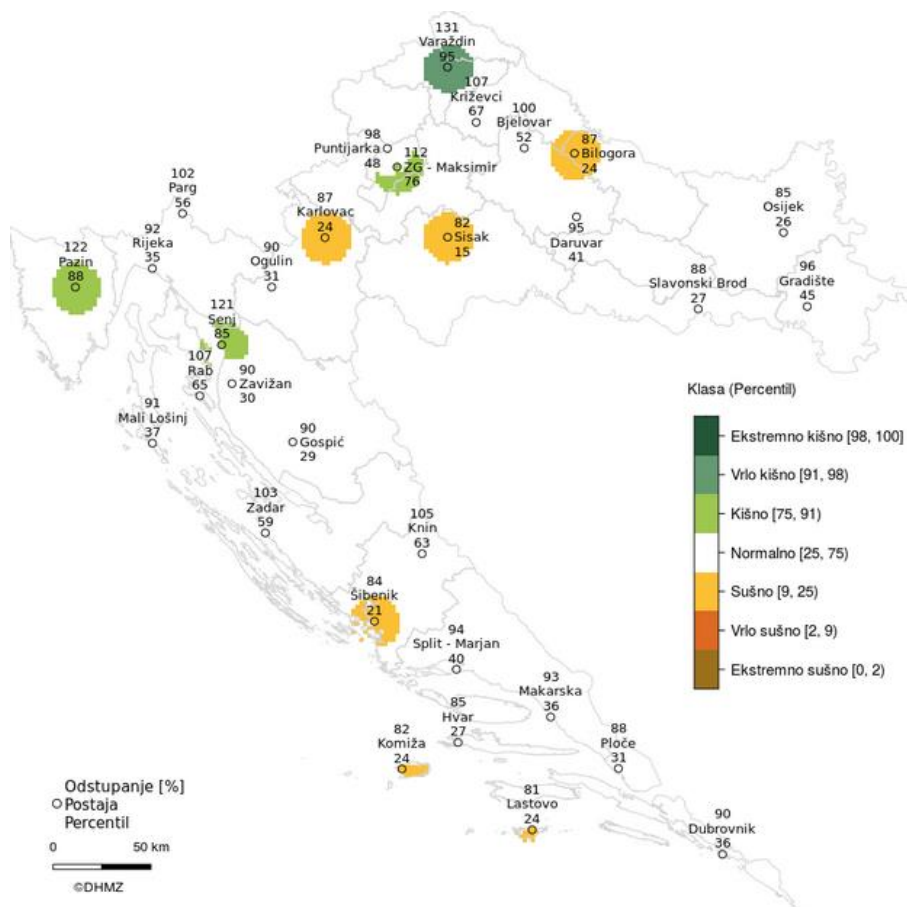 131
Varaždin
95
107
Križevci
67
100
Bjelovar
52
98
Puntijarka
48
112
ZG - Maksimir
76
87
Bilogora
24
102
Parg
56
87
Karlovac
24
82
Sisak
15
95
Daruvar
41
85
Osijek
26
92
Rijeka
35
90
Ogulin
31
122
Pazin
88
88
Slavonski Brod
27
96
Gradište
45
121
Senj
85
107
Rab
65
90
Zavižan
30
91
Mali Lošinj
37
90
Gospić
29
103
Zadar
59
105
Knin
63
84
Šibenik
21
94
Split - Marjan
40
93
Makarska
36
85
Hvar
27
82
Komiža
24
88
Ploče
31
81
Lastovo
24
90
Dubrovnik
36
Klasa (Percentil)
Ekstremno kišno [98, 100]
Vrlo kišno [91, 98)
Kišno [75, 91)
Normalno [25, 75)
Sušno [9, 25)
Vrlo sušno [2, 9)
Ekstremno sušno [0, 2)
Odstupanje [%]
Postaja
Percentil
0 50 km
©DHMZ